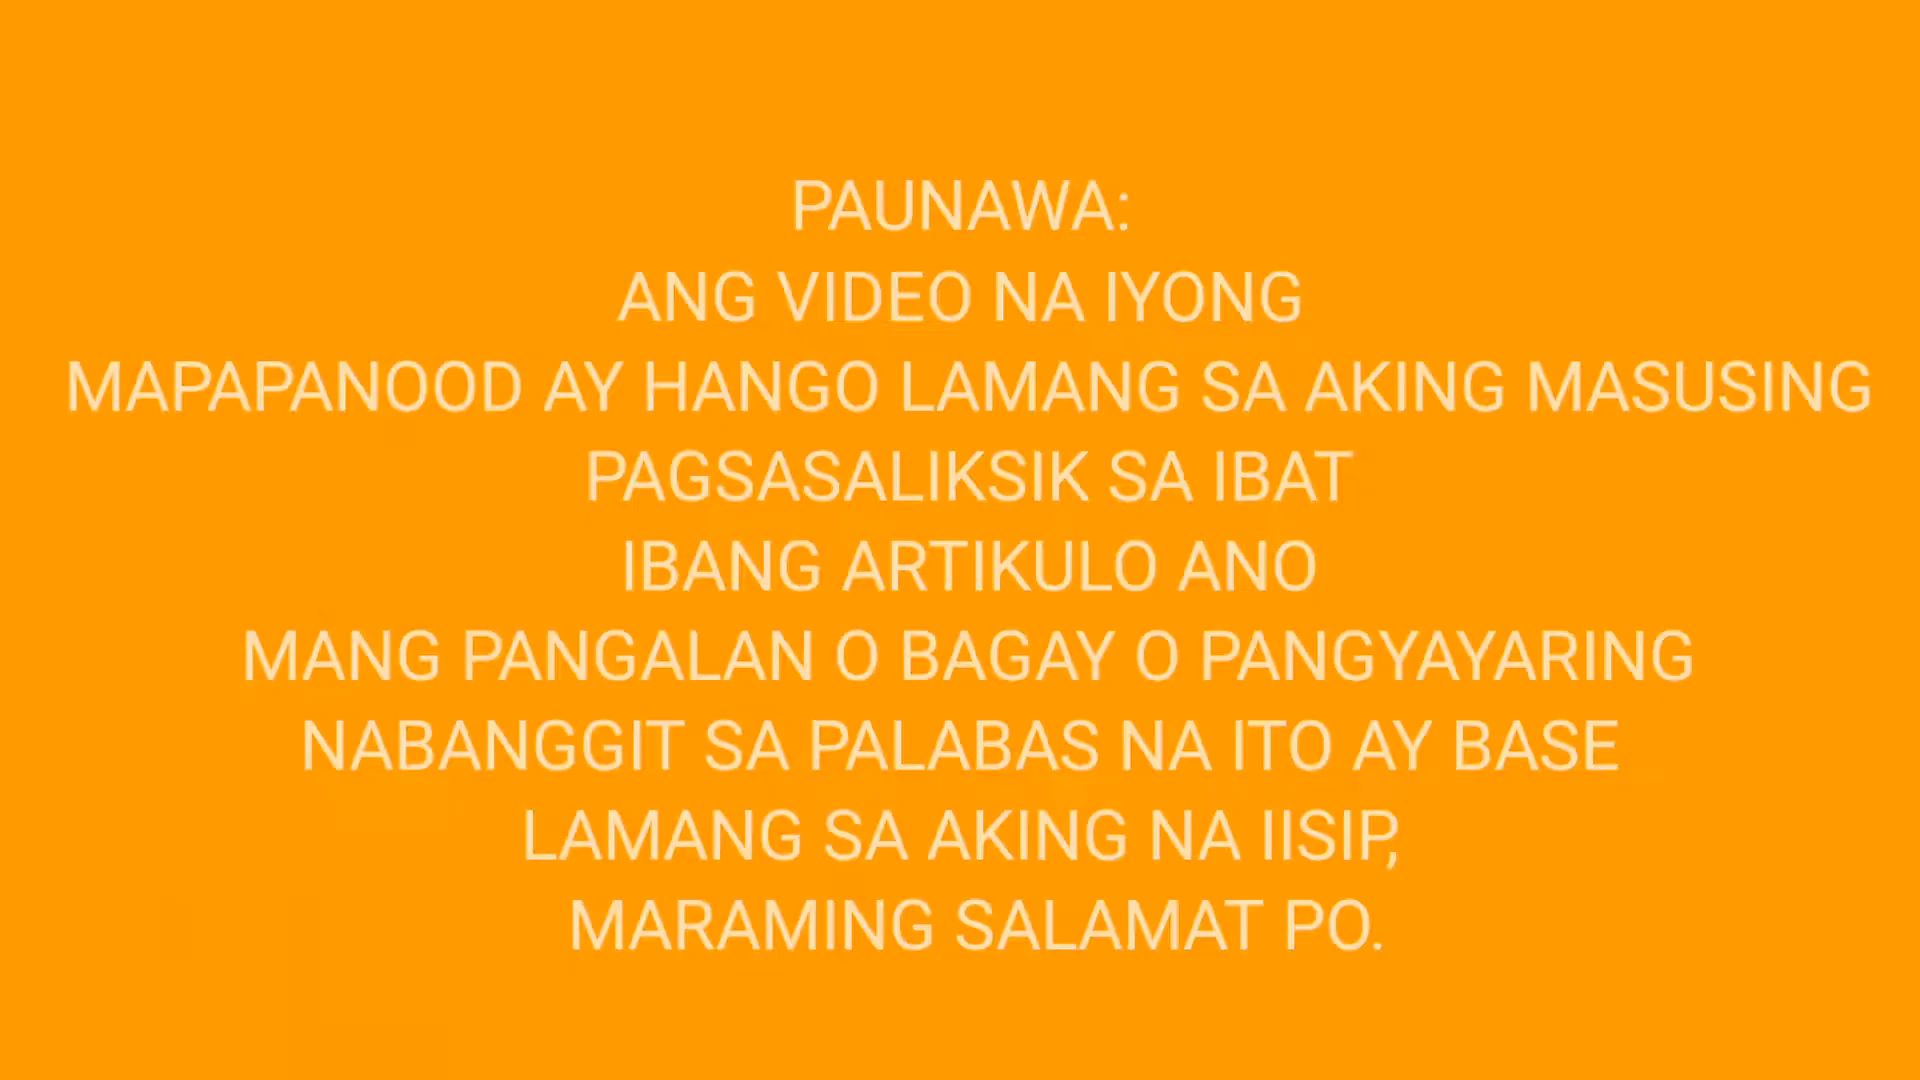 PAUNAWA:
ANG VIDEO NA IYONG
MAPAPANOOD AY HANGO LAMANG SA AKING MASUSING
PAGSASALIKSIK SA IBAT
IBANG ARTIKULO ANO
MANG PANGALAN O BAGAY O PANGYAYARING
NABANGGIT SA PALABAS NA ITO AY BASE
LAMANG SA AKING NA IISIP,
MARAMING SALAMAT PO.